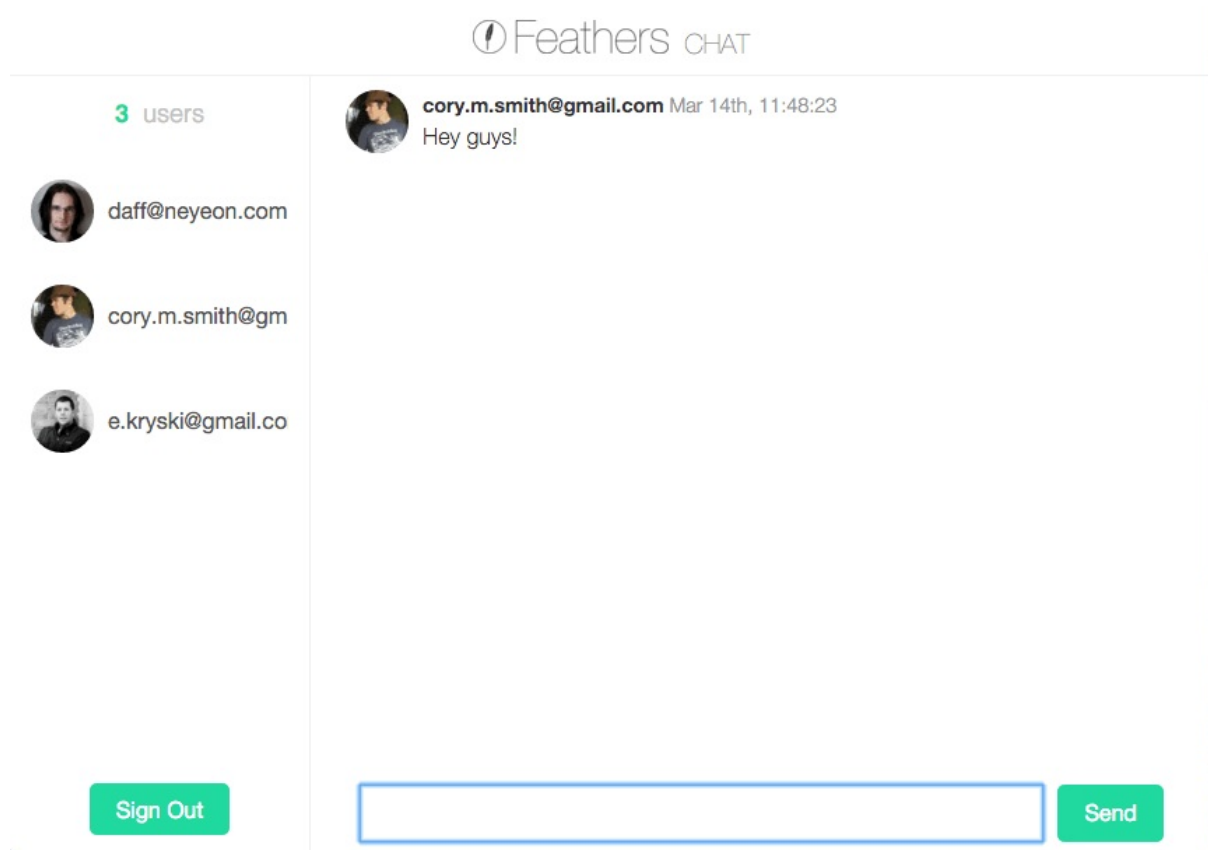 Feathers CHAT
3 users
daff@neyeon.com
cory.m.smith@gm
e.kryski@gmail.co
Sign Out
cory.m.smith@gmail.com Mar 14th, 11:48:23
Hey guys!
Send